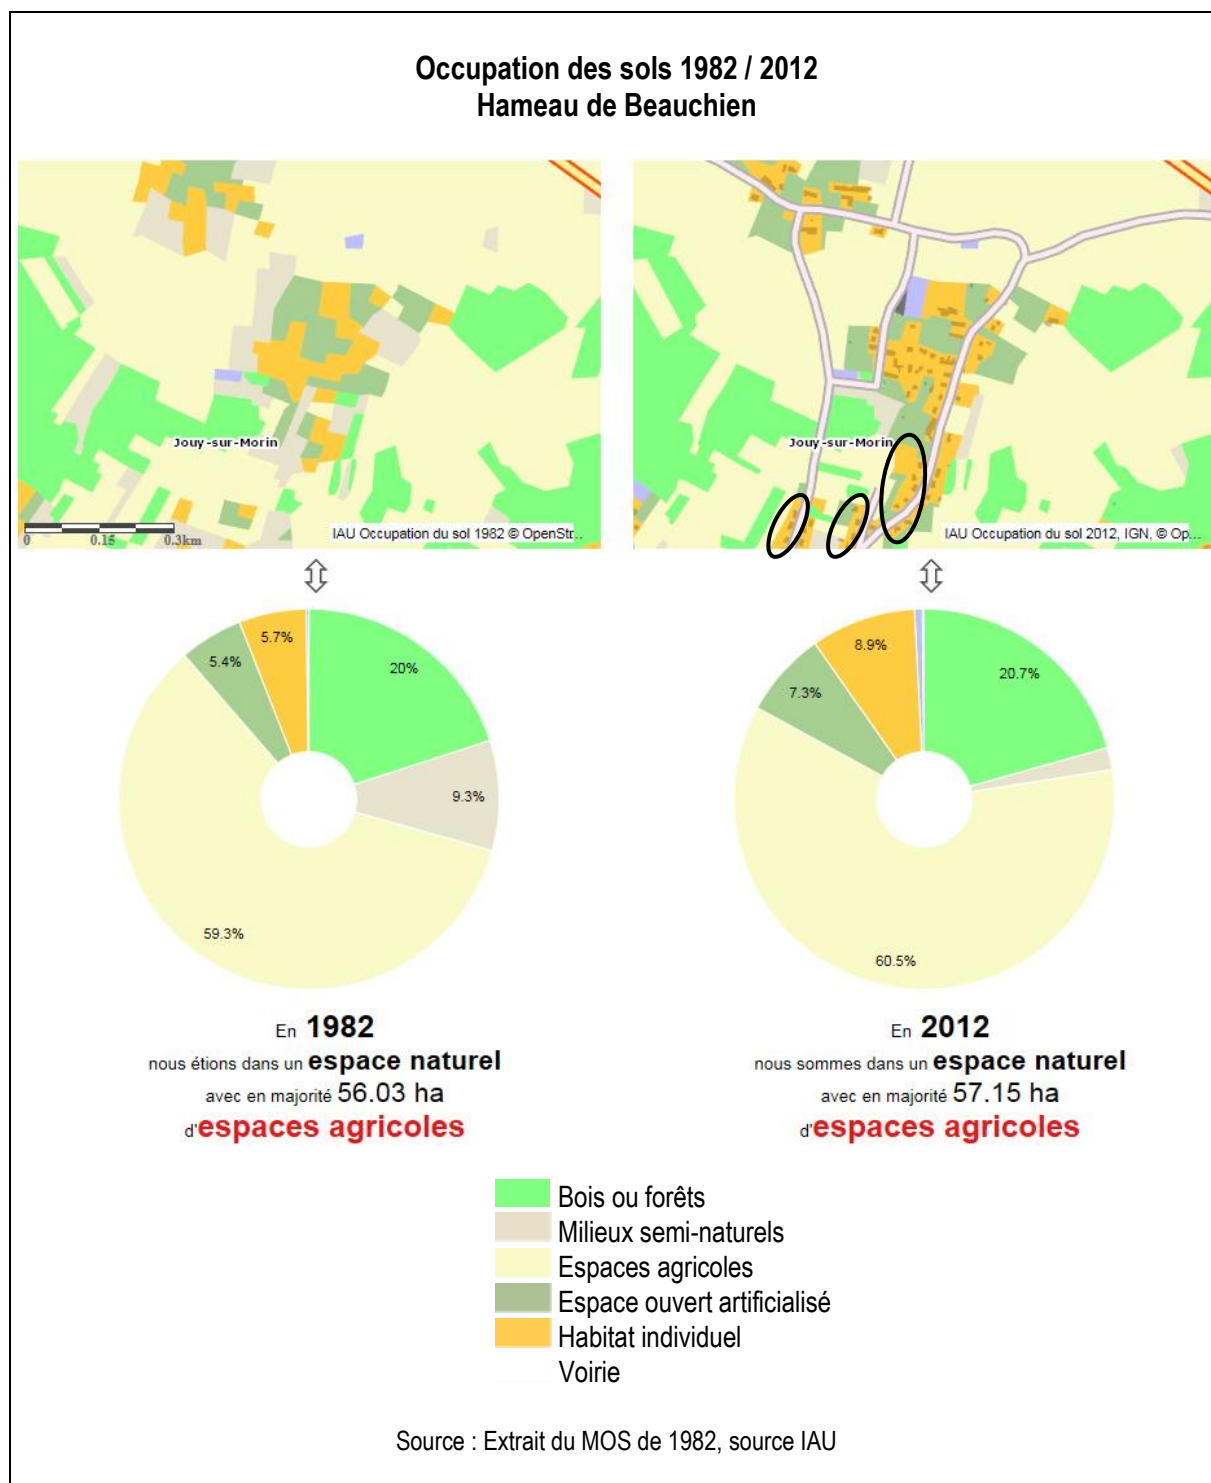 Occupation des sols 1982 / 2012
Hameau de Beauchien
Jouy-sur-Morin
0 0.15 0.3km
IAU Occupation du sol 1982 © OpenStr...
Jouy-sur-Morin
IAU Occupation du sol 2012, IGN, © Op...
5.7%
5.4%
20%
9.3%
59.3%
8.9%
7.3%
20.7%
60.5%
En 1982
nous étions dans un espace naturel
avec en majorité 56.03 ha
d'espaces agricoles
En 2012
nous sommes dans un espace naturel
avec en majorité 57.15 ha
d'espaces agricoles
Bois ou forêts
Milieux semi-naturels
Espaces agricoles
Espace ouvert artificialisé
Habitat individuel
Voirie
Source : Extrait du MOS de 1982, source IAU